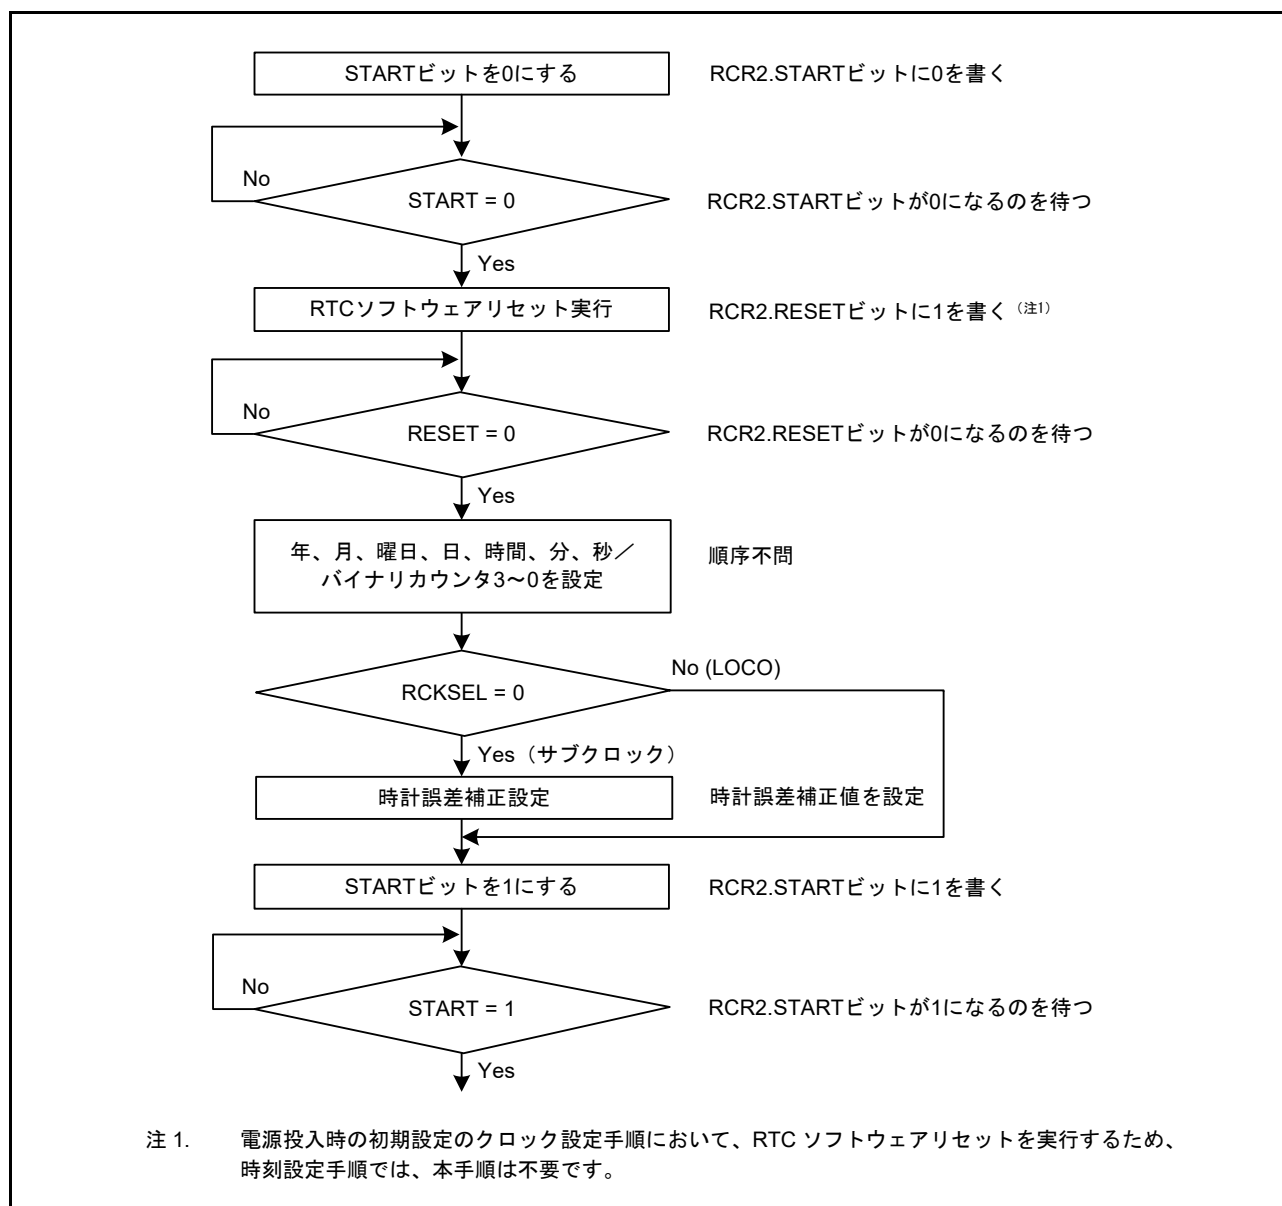 STARTビットを0にする
RCR2.STARTビットに0を書く
No
START = 0
RCR2.STARTビットが0になるのを待つ
Yes
RTCソフトウェアリセット実行
RCR2.RESETビットに1を書く（注1）
No
RESET = 0
RCR2.RESETビットが0になるのを待つ
Yes
年、月、曜日、日、時間、分、秒／
バイナリカウンタ3～0を設定
順序不問
No (LOCO)
RCKSEL = 0
Yes（サブクロック）
時計誤差補正設定
時計誤差補正値を設定
STARTビットを1にする
RCR2.STARTビットに1を書く
No
START = 1
RCR2.STARTビットが1になるのを待つ
Yes
注 1. 電源投入時の初期設定のクロック設定手順において、RTC ソフトウェアリセットを実行するため、
時刻設定手順では、本手順は不要です。